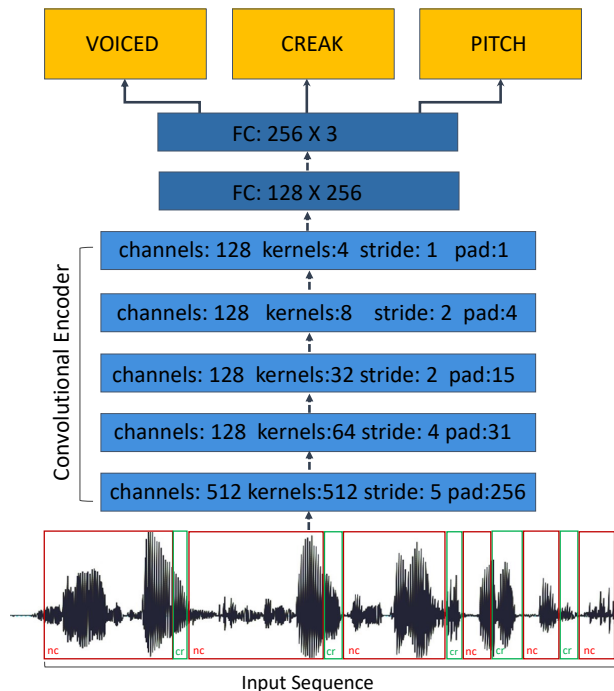 VOICED CREAK PITCH
FC: 256 X 3
FC: 128 X 256
channels: 128 kernels:4 stride: 1 pad:1
channels: 128 kernels:8 stride: 2 pad:4
channels: 128 kernels:32 stride: 2 pad:15
channels: 128 kernels:64 stride: 4 pad:31
channels: 512 kernels:512 stride: 5 pad:256
Convolutional Encoder
nc cr nc cr nc cr nc cr nc cr nc
Input Sequence